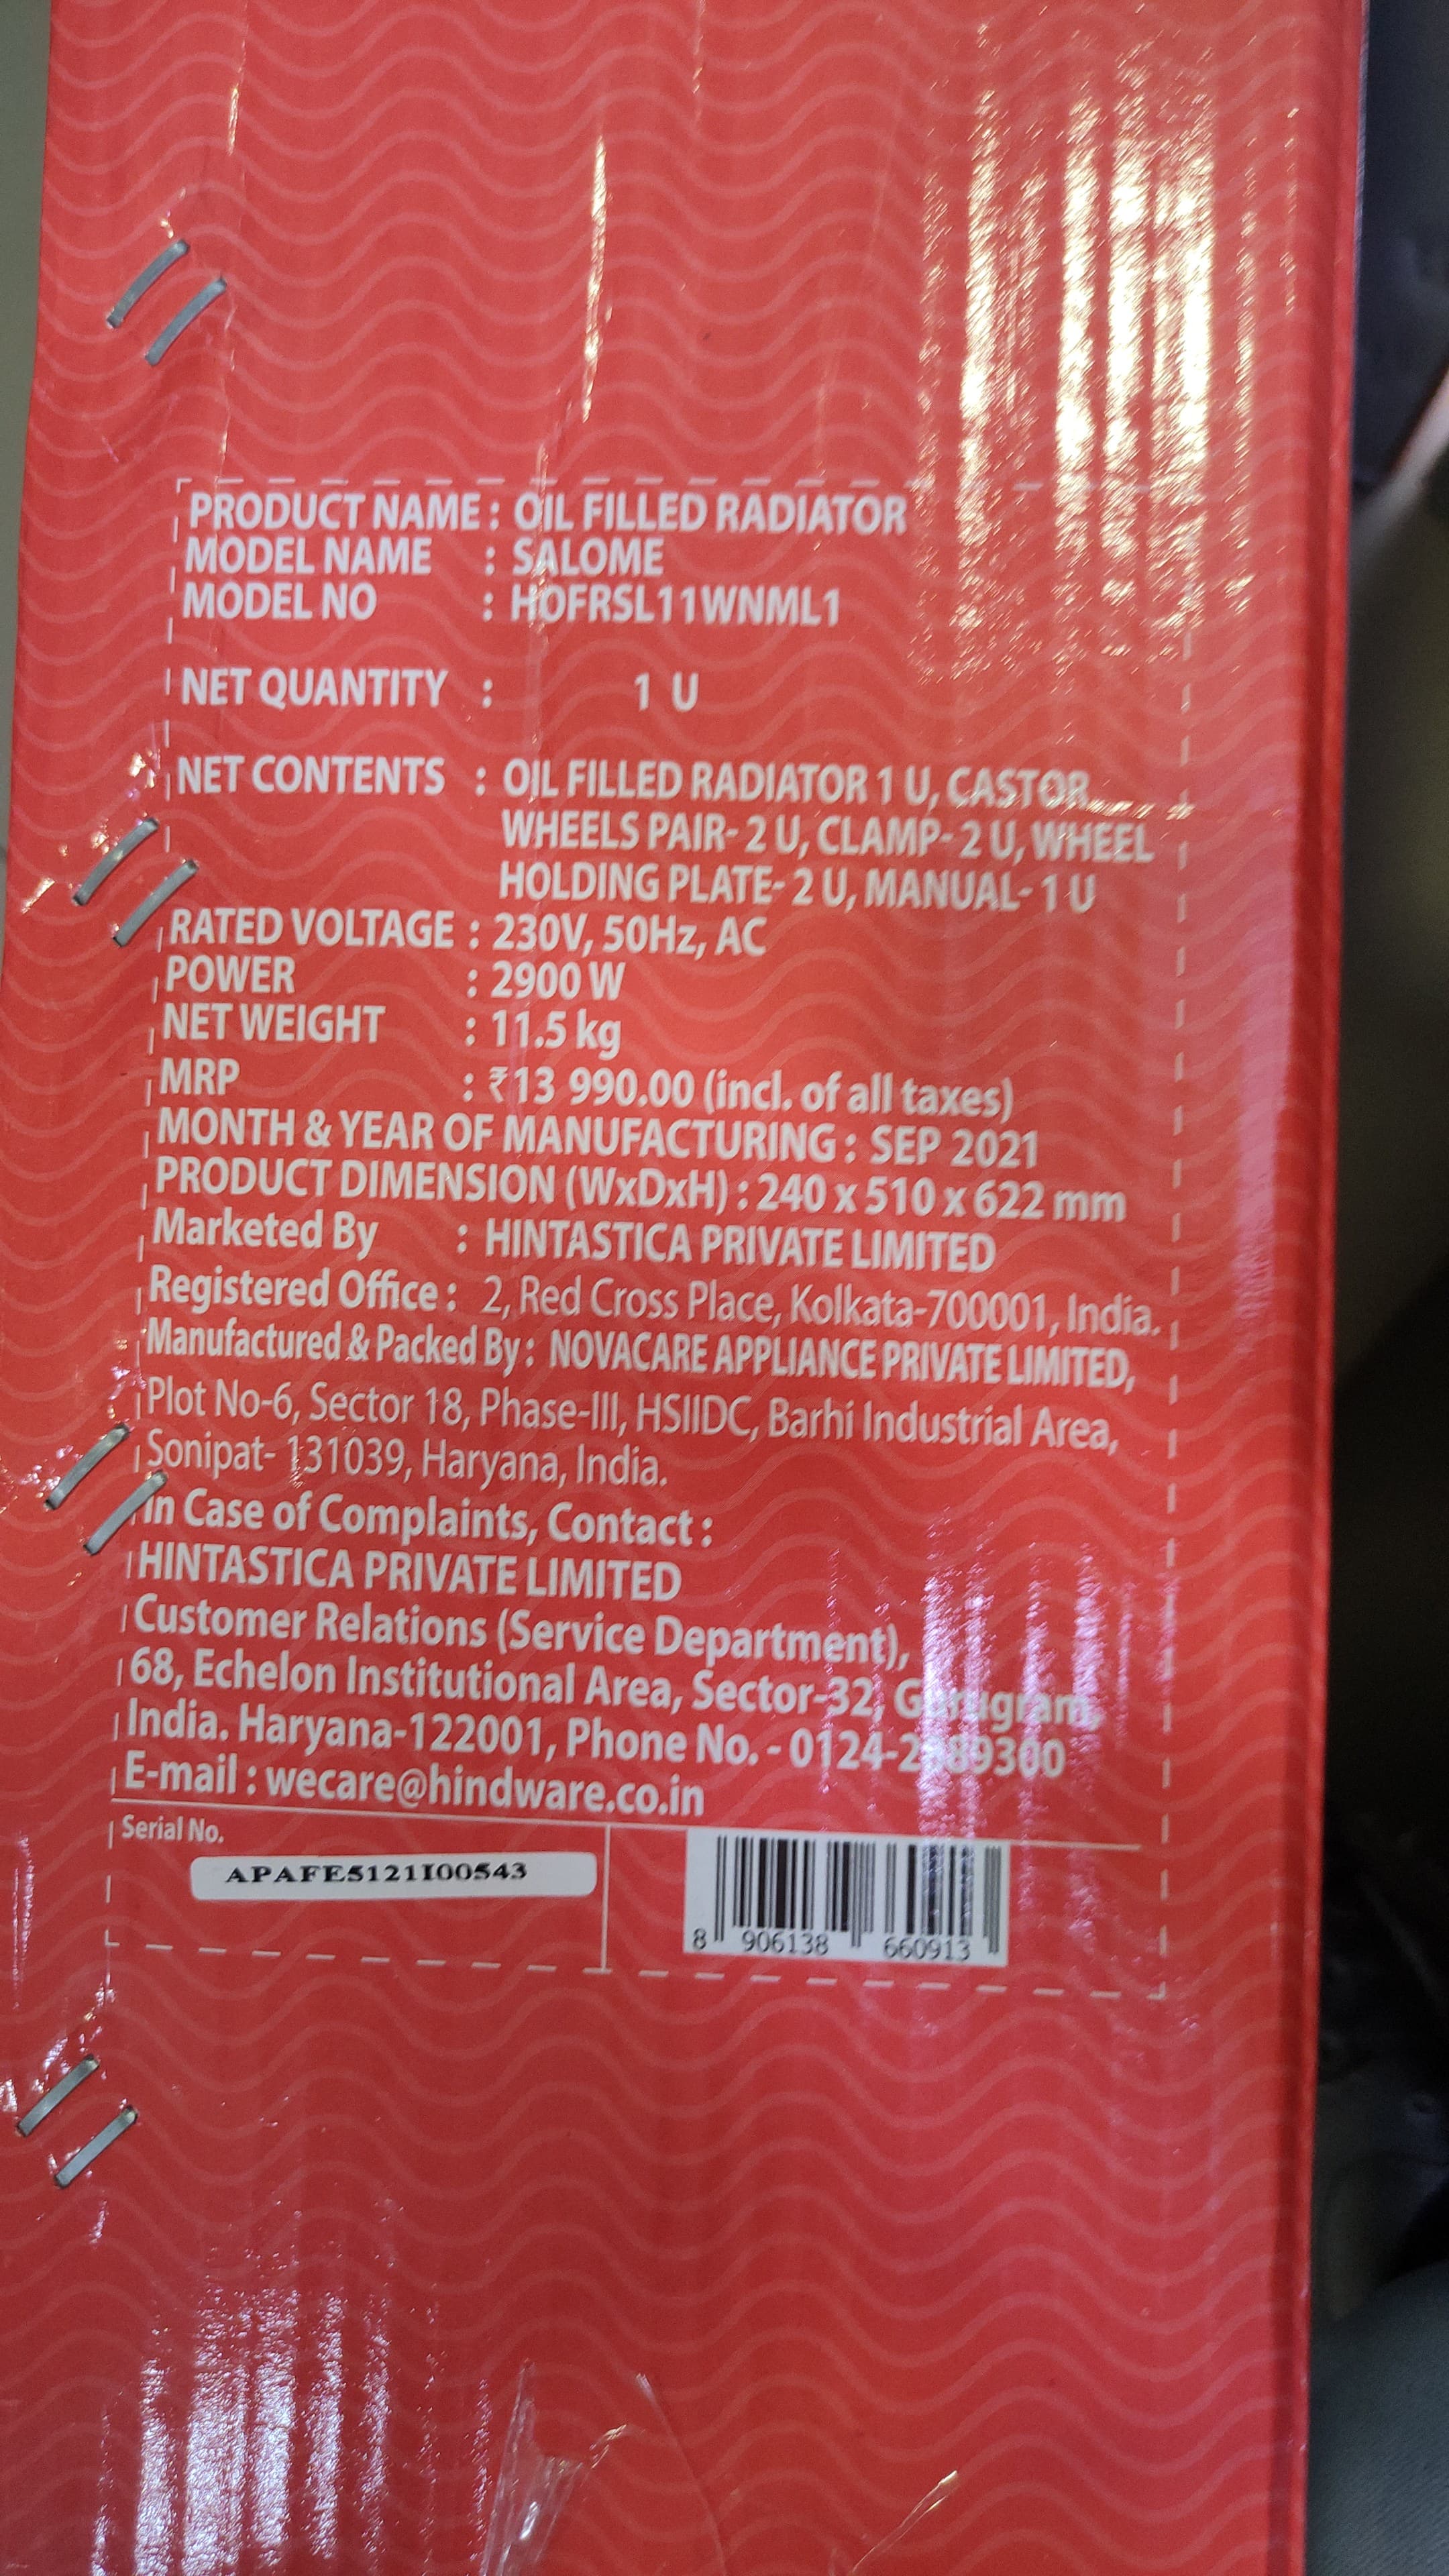 PRODUCT NAME : OIL FILLED RADIATOR
MODEL NAME : SALOME
MODEL NO : HOFRSL11WNML1
NET QUANTITY : 1 U
NET CONTENTS : OIL FILLED RADIATOR 1 U, CASTOR
WHEELS PAIR- 2 U, CLAMP- 2 U, WHEEL
HOLDING PLATE- 2 U, MANUAL- 1 U
RATED VOLTAGE : 230V, 50Hz, AC
POWER : 2900 W
NET WEIGHT : 11.5 kg
MRP : ₹13 990.00 (incl. of all taxes)
MONTH & YEAR OF MANUFACTURING : SEP 2021
PRODUCT DIMENSION (WxDxH) : 240 x 510 x 622 mm
Marketed By : HINTASTICA PRIVATE LIMITED
Registered Office : 2, Red Cross Place, Kolkata-700001, India.
Manufactured & Packed By : NOVACARE APPLIANCE PRIVATE LIMITED,
Plot No-6, Sector 18, Phase-III, HSIIDC, Barhi Industrial Area,
Sonipat- 131039, Haryana, India.
In Case of Complaints, Contact :
HINTASTICA PRIVATE LIMITED
Customer Relations (Service Department),
68, Echelon Institutional Area, Sector-32,
India. Haryana-122001, Phone No. -
E-mail : wecare@hindware.co.in
Serial No.
APAFE5121I00543
8 906138 660913